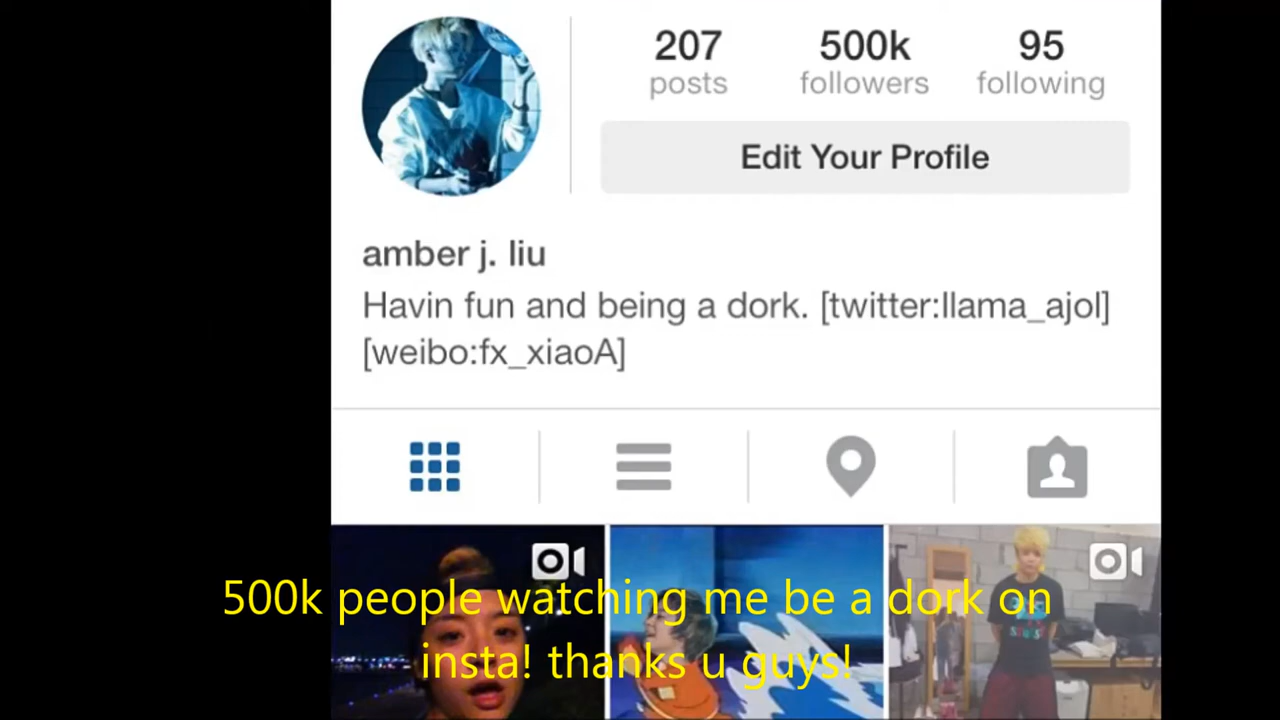 207 500k 95
posts followers following
Edit Your Profile
amber j. liu
Havin fun and being a dork. [twitter:llama_ajol]
[weibo:fx_xiaoA]
500k people watching me be a dork on
insta! thanks u guys!